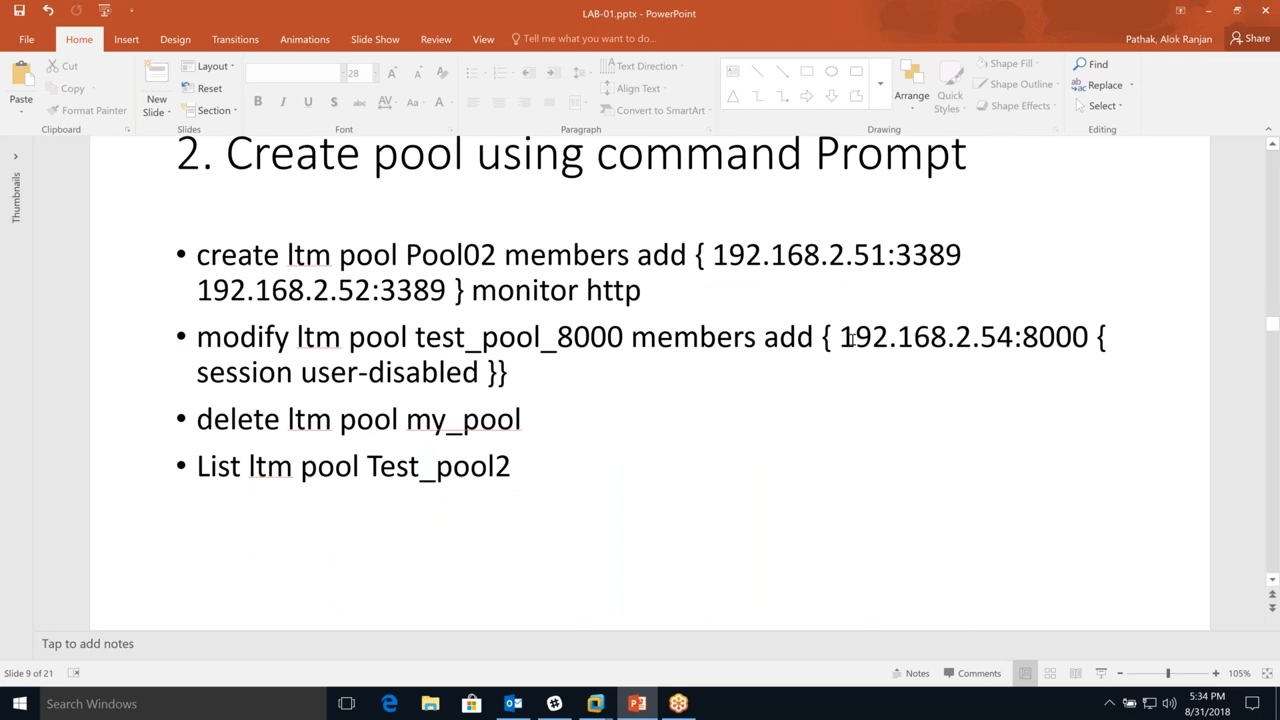 LAB-01.pptx - PowerPoint
File Home Insert Design Transitions Animations Slide Show Review View Tell me what you want to do... Pathak, Alok Ranjan Share
Paste
Cut
Copy
Format Painter
Clipboard
New Slide
Layout
Reset
Section
Slides
28
B I U S abc AV Aa A
Font
Text Direction
Align Text
Convert to SmartArt
Paragraph
Arrange
Quick Styles
Shape Fill
Shape Outline
Shape Effects
Drawing
Find
Replace
Select
Editing
Thumbnails
2. Create pool using command Prompt
• create ltm pool Pool02 members add { 192.168.2.51:3389
192.168.2.52:3389 } monitor http
• modify ltm pool test_pool_8000 members add { 192.168.2.54:8000 {
session user-disabled }}
• delete ltm pool my_pool
• List ltm pool Test_pool2
Tap to add notes
Slide 9 of 21 Notes Comments 105%
Search Windows
5:34 PM
8/31/2018